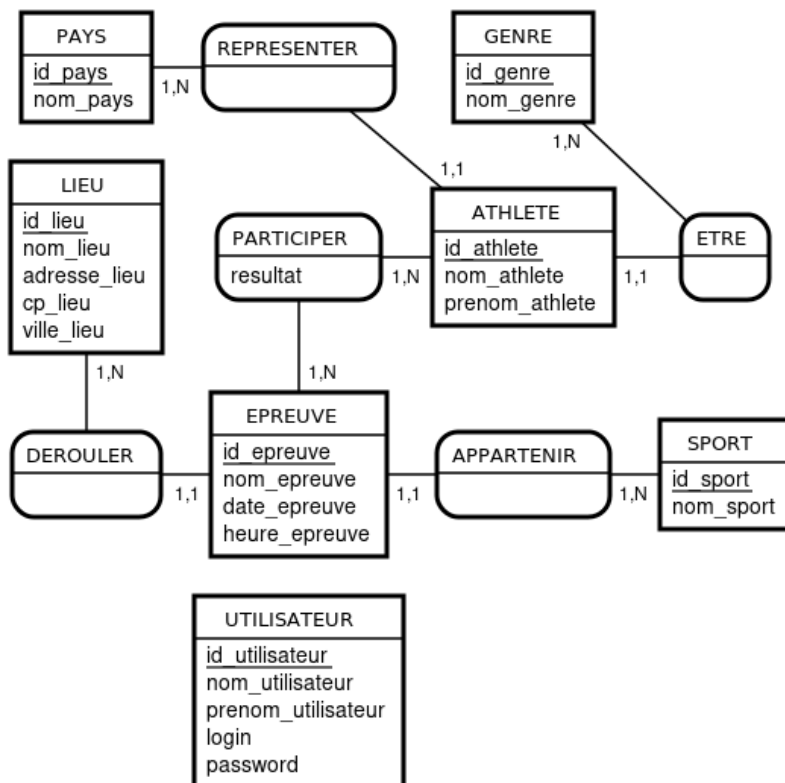 PAYS
id_pays
nom_pays
1,N
REPRESENTER
GENRE
id_genre
nom_genre
1,N
1,1
LIEU
id_lieu
nom_lieu
adresse_lieu
cp_lieu
ville_lieu
1,N
PARTICIPER
resultat
1,N
ATHLETE
id_athlete
nom_athlete
prenom_athlete
1,1
ETRE
1,N
DEROULER
1,1
EPREUVE
id_epreuve
nom_epreuve
date_epreuve
heure_epreuve
1,1
APPARTENIR
1,N
SPORT
id_sport
nom_sport
UTILISATEUR
id_utilisateur
nom_utilisateur
prenom_utilisateur
login
password